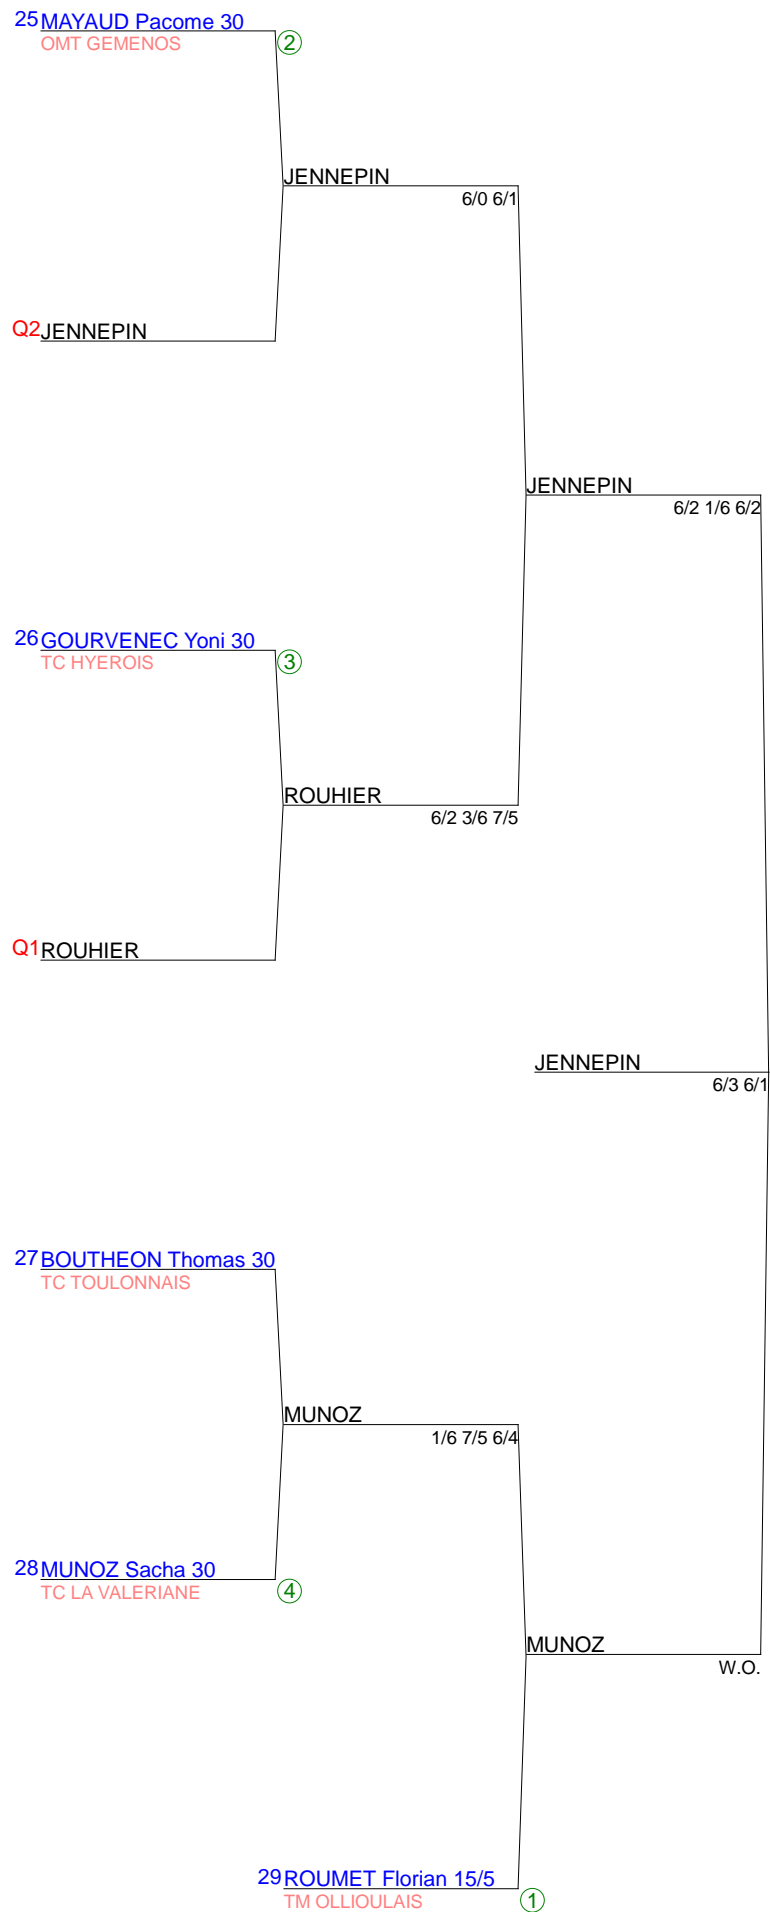 25 MAYAUD Pacome 30
OMT GEMENOS
2
JENNEPIN
6/0 6/1
Q2 JENNEPIN
JENNEPIN
6/2 1/6 6/2
26 GOURVENEC Yoni 30
TC HYEROIS
3
ROUHIER
6/2 3/6 7/5
Q1 ROUHIER
JENNEPIN
6/3 6/1
27 BOUTHEON Thomas 30
TC TOULONNAIS
MUNOZ
1/6 7/5 6/4
28 MUNOZ Sacha 30
TC LA VALERIANE
4
MUNOZ
W.O.
29 ROUMET Florian 15/5
TM OLLIOULAIS
1